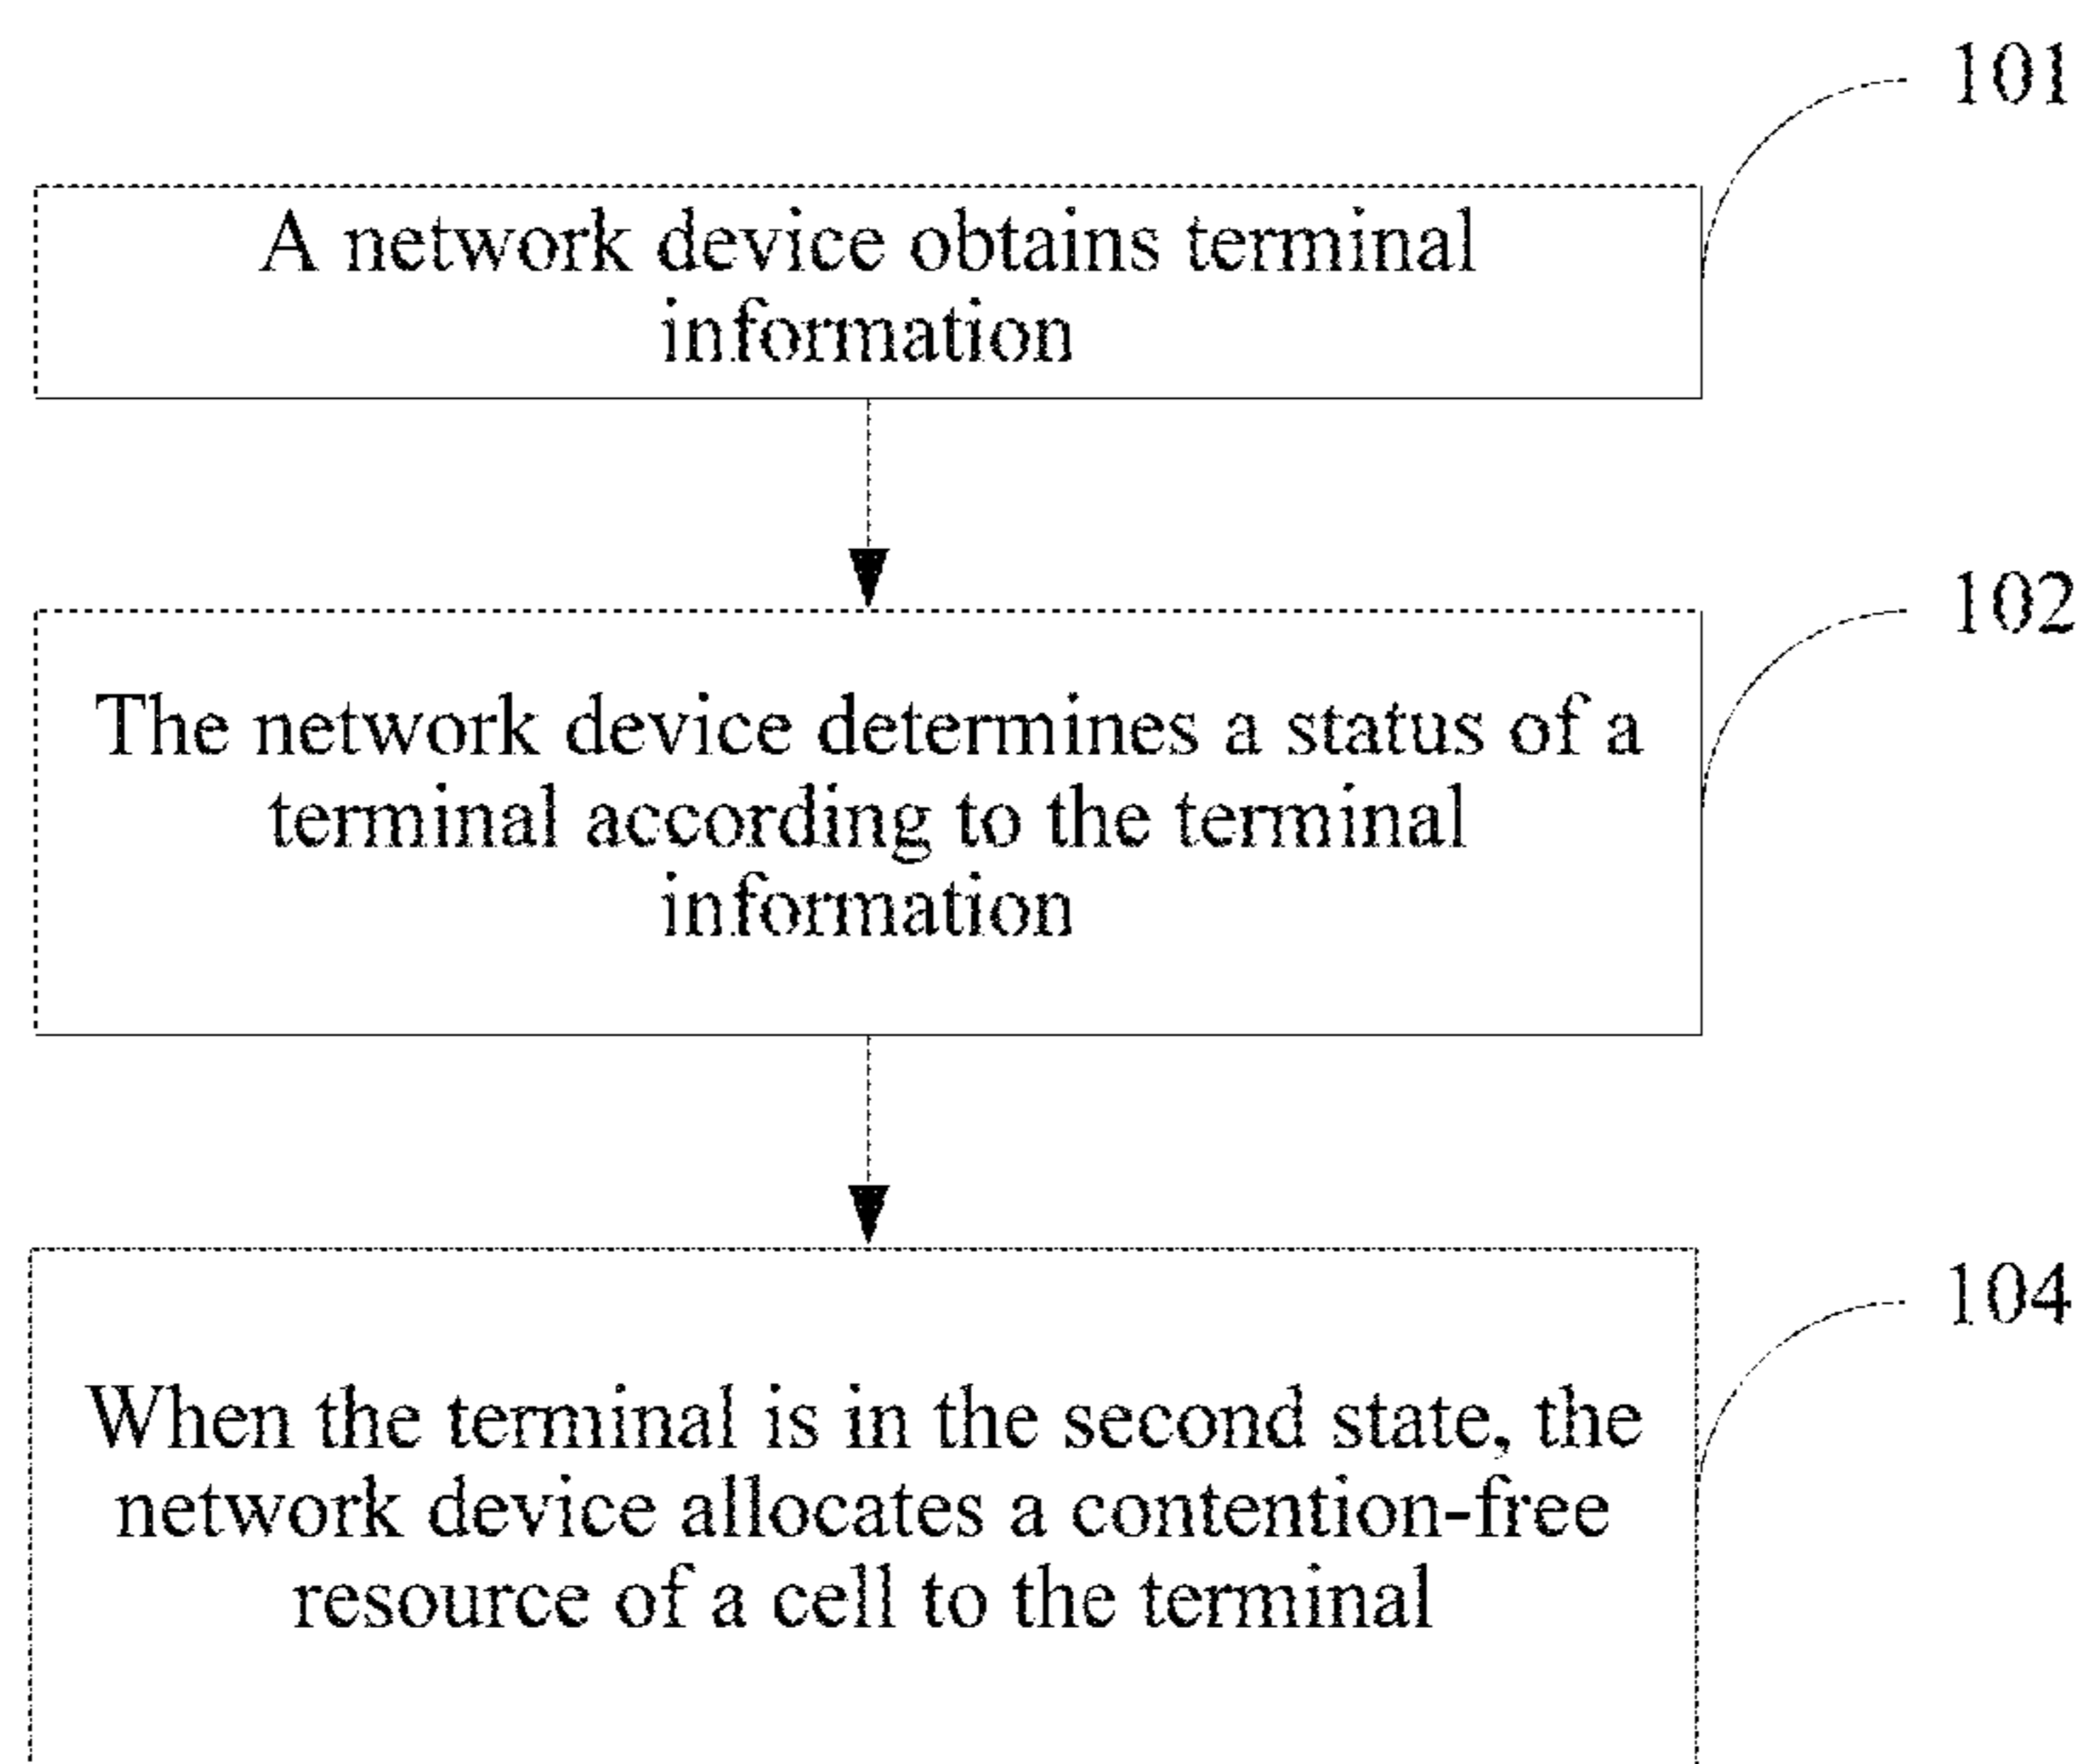 101
A network device obtains terminal
information
102
The network device determines a status of a
terminal according to the terminal
information
104
When the terminal is in the second state, the
network device allocates a contention-free
resource of a cell to the terminal